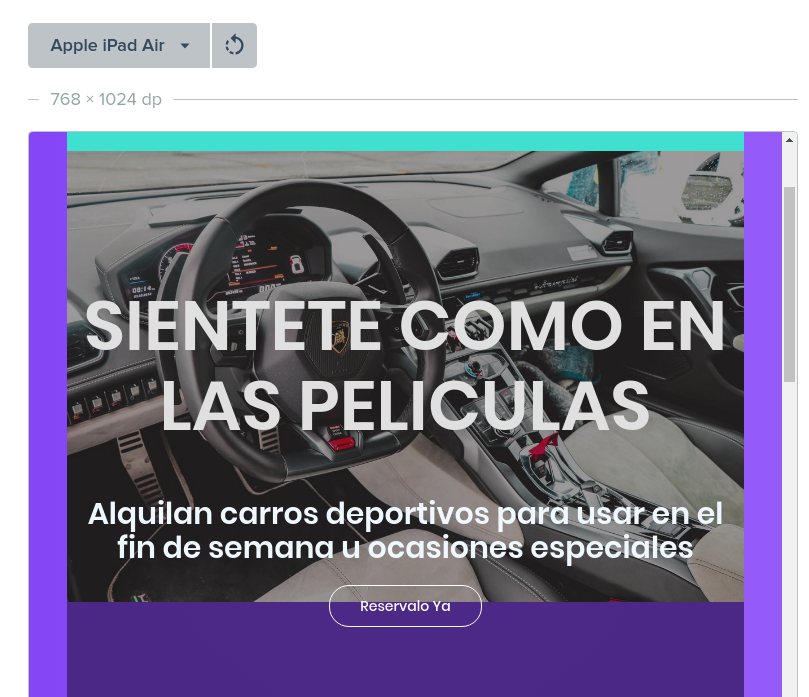 Apple iPad Air
768 × 1024 dp
SIENTETE COMO EN
LAS PELICULAS
Alquilan carros deportivos para usar en el
fin de semana u ocasiones especiales
Reservalo Ya